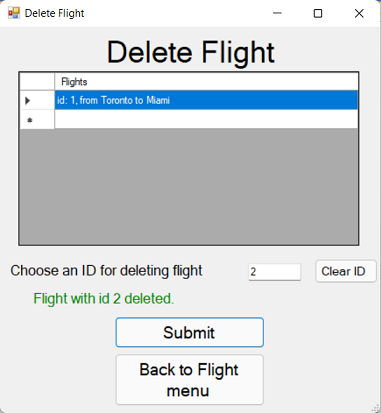 Delete Flight
Delete Flight
Flights
id: 1, from Toronto to Miami
Choose an ID for deleting flight
2
Clear ID
Flight with id 2 deleted.
Submit
Back to Flight
menu